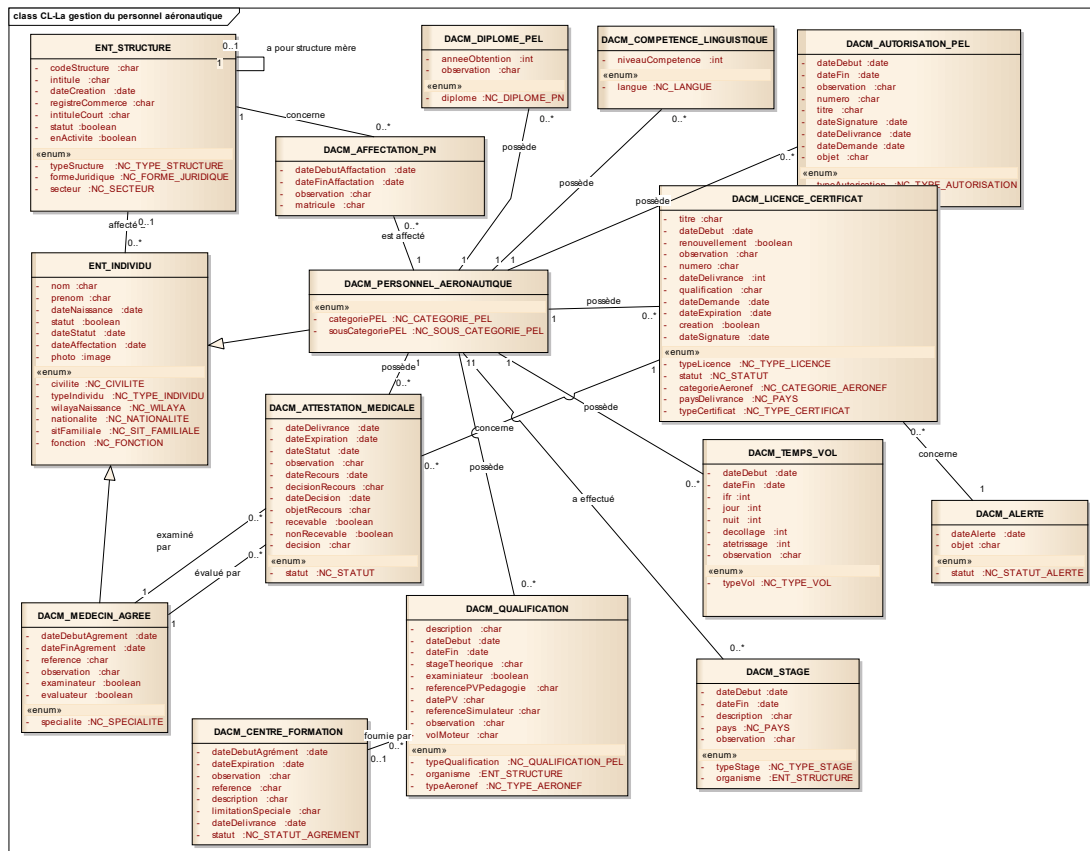 class CL-La gestion du personnel aéronautique
ENT_STRUCTURE
- codeStructure :char
- intitule :char
- dateCreation :date
- registreCommerce :char
- intituleCourt :char
- statut :boolean
- enActivite :boolean
«enum»
- typeSructure :NC_TYPE_STRUCTURE
- formeJuridique :NC_FORME_JURIDIQUE
- secteur :NC_SECTEUR
0..1
1
a pour structure mère
1
concerne
0..*
DACM_DIPLOME_PEL
- anneeObtention :int
- observation :char
«enum»
- diplome :NC_DIPLOME_PN
0..*
possède
1
DACM_COMPETENCE_LINGUISTIQUE
- niveauCompetence :int
«enum»
- langue :NC_LANGUE
0..*
possède
1
DACM_AUTORISATION_PEL
- dateDebut :date
- dateFin :date
- observation :char
- numero :char
- titre :char
- dateSignature :date
- dateDelivrance :date
- dateDemande :date
- objet :char
«enum»
- typeAutorisation :NC_TYPE_AUTORISATION
0..*
possède
1
DACM_AFFECTATION_PN
- dateDebutAffactation :date
- dateFinAffactation :date
- observation :char
- matricule :char
0..*
est affecté
1
DACM_LICENCE_CERTIFICAT
- titre :char
- dateDebut :date
- renouvellement :boolean
- observation :char
- numero :char
- dateDelivrance :int
- qualification :char
- dateDemande :date
- dateExpiration :date
- creation :boolean
- dateSignature :date
«enum»
- typeLicence :NC_TYPE_LICENCE
- statut :NC_STATUT
- categorieAeronef :NC_CATEGORIE_AERONEF
- paysDelivrance :NC_PAYS
- typeCertificat :NC_TYPE_CERTIFICAT
affecté
0..1
0..*
ENT_INDIVIDU
- nom :char
- prenom :char
- dateNaissance :date
- statut :boolean
- dateStatut :date
- dateAffectation :date
- photo :image
«enum»
- civilite :NC_CIVILITE
- typeIndividu :NC_TYPE_INDIVIDU
- wilayaNaissance :NC_WILAYA
- nationalite :NC_NATIONALITE
- sitFamiliale :NC_SIT_FAMILIALE
- fonction :NC_FONCTION
DACM_PERSONNEL_AERONAUTIQUE
«enum»
- categoriePEL :NC_CATEGORIE_PEL
- sousCategoriePEL :NC_SOUS_CATEGORIE_PEL
possède
1
0..*
possède
1
0..*
11
1
possède
0..*
possède
0..*
a effectué
0..*
1
concerne
0..*
0..*
concerne
1
DACM_ATTESTATION_MEDICALE
- dateDelivrance :date
- dateExpiration :date
- dateStatut :date
- observation :char
- dateRecours :date
- decisionRecours :char
- dateDecision :date
- objetRecours :char
- recevable :boolean
- nonRecevable :boolean
- decision :char
«enum»
- statut :NC_STATUT
0..*
examiné par
1
0..*
évalué par
1
DACM_TEMPS_VOL
- dateDebut :date
- dateFin :date
- ifr :int
- jour :int
- nuit :int
- decollage :int
- atetrissage :int
- observation :char
«enum»
- typeVol :NC_TYPE_VOL
DACM_ALERTE
- dateAlerte :date
- objet :char
«enum»
- statut :NC_STATUT_ALERTE
DACM_MEDECIN_AGREE
- dateDebutAgrement :date
- dateFinAgrement :date
- reference :char
- observation :char
- examinateur :boolean
- evaluateur :boolean
«enum»
- specialite :NC_SPECIALITE
DACM_QUALIFICATION
- description :char
- dateDebut :date
- dateFin :date
- stageTheorique :char
- examiniateur :boolean
- referencePVPedagogie :char
- datePV :char
- referenceSimulateur :char
- observation :char
- volMoteur :char
«enum»
- typeQualification :NC_QUALIFICATION_PEL
- organisme :ENT_STRUCTURE
- typeAeronef :NC_TYPE_AERONEF
fournie par
0..*
0..1
DACM_STAGE
- dateDebut :date
- dateFin :date
- description :char
- pays :NC_PAYS
- observation :char
«enum»
- typeStage :NC_TYPE_STAGE
- organisme :ENT_STRUCTURE
DACM_CENTRE_FORMATION
- dateDebutAgrément :date
- dateExpiration :date
- observation :char
- reference :char
- description :char
- limitationSpeciale :char
- dateDelivrance :date
- statut :NC_STATUT_AGREMENT